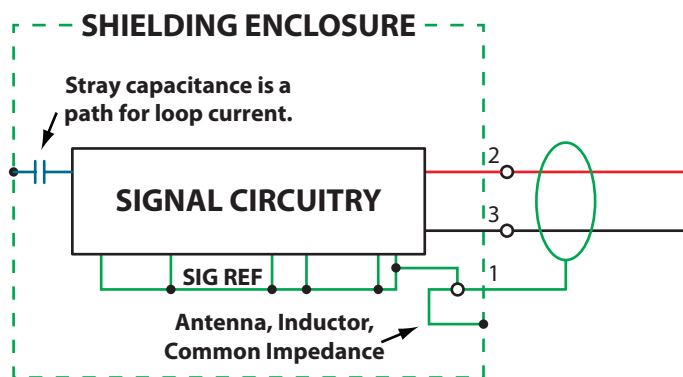 SHIELDING ENCLOSURE
Stray capacitance is a
path for loop current.
SIGNAL CIRCUITRY
2
3
SIG REF
1
Antenna, Inductor,
Common Impedance